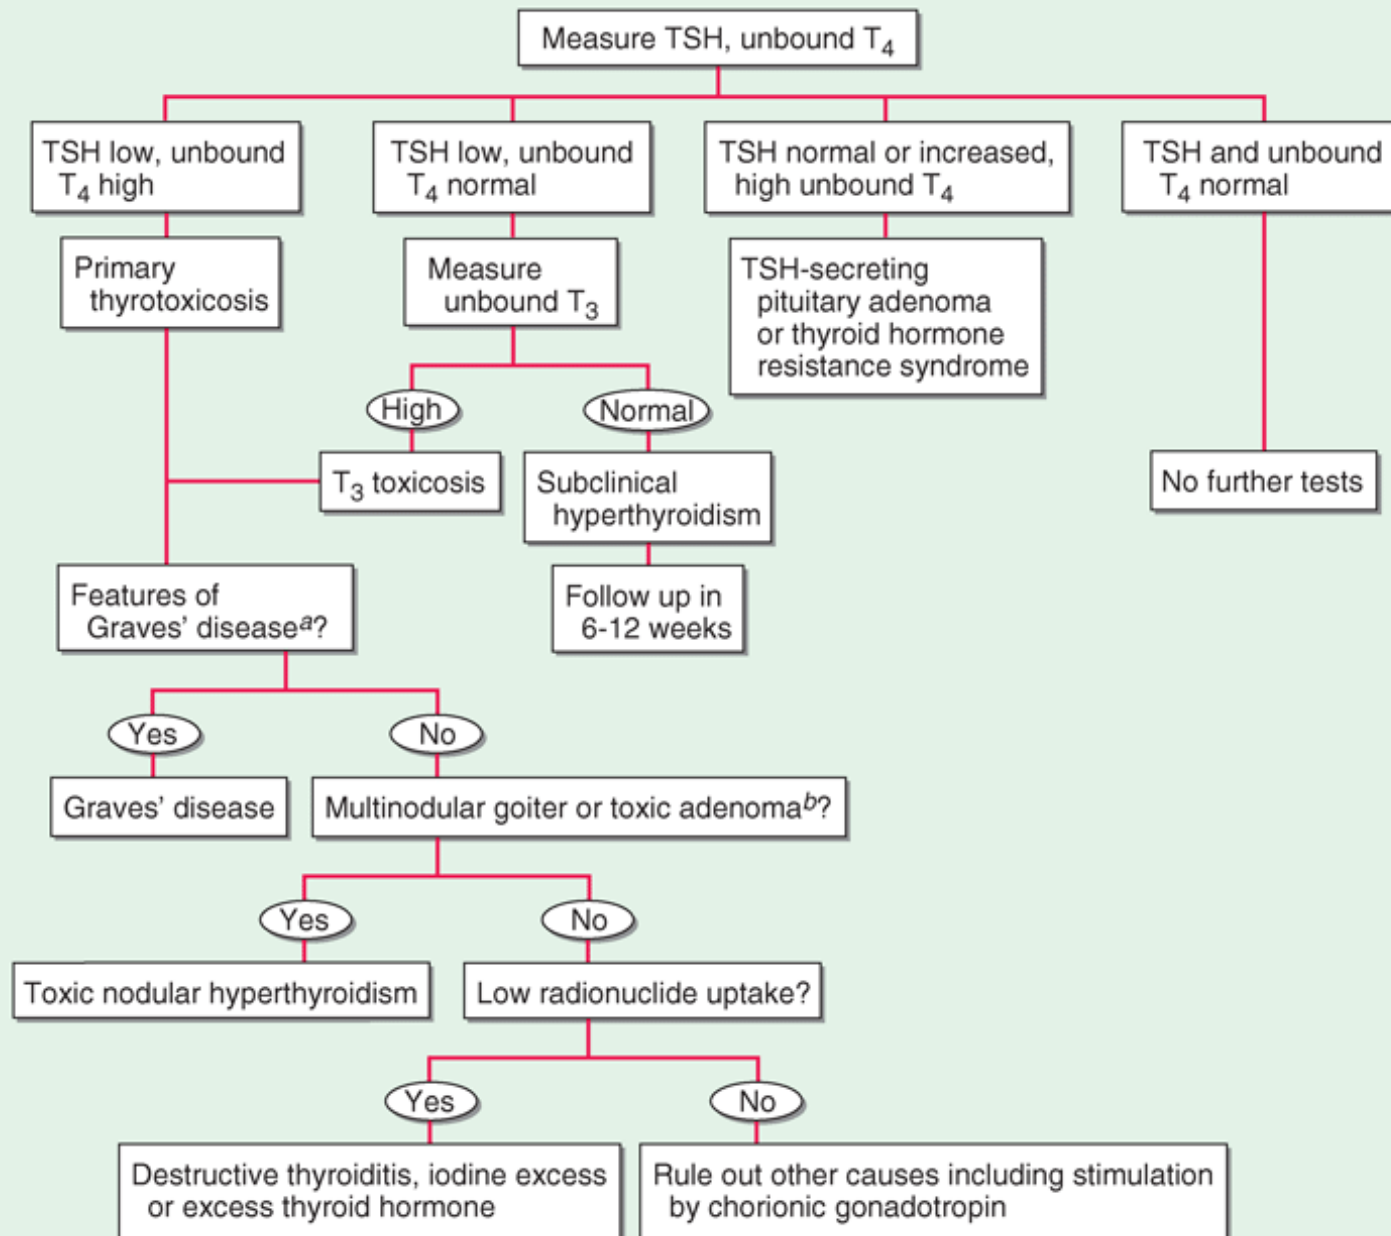 Measure TSH, unbound T4
TSH low, unbound
T4 high
TSH low, unbound
T4 normal
TSH normal or increased,
high unbound T4
TSH and unbound
T4 normal
Primary
thyrotoxicosis
Measure
unbound T3
TSH-secreting
pituitary adenoma
or thyroid hormone
resistance syndrome
High
Normal
T3 toxicosis
Subclinical
hyperthyroidism
No further tests
Features of
Graves' diseasea?
Follow up in
6-12 weeks
Yes
No
Graves' disease
Multinodular goiter or toxic adenomab?
Yes
No
Toxic nodular hyperthyroidism
Low radionuclide uptake?
Yes
No
Destructive thyroiditis, iodine excess
or excess thyroid hormone
Rule out other causes including stimulation
by chorionic gonadotropin